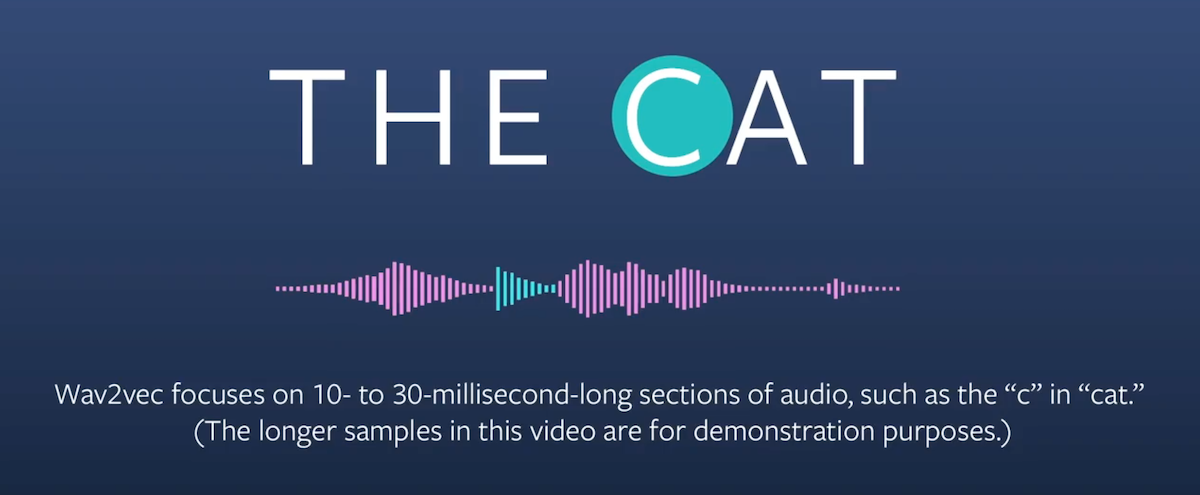 THE CAT
Wav2vec focuses on 10- to 30-millisecond-long sections of audio, such as the “c” in “cat.”
(The longer samples in this video are for demonstration purposes.)